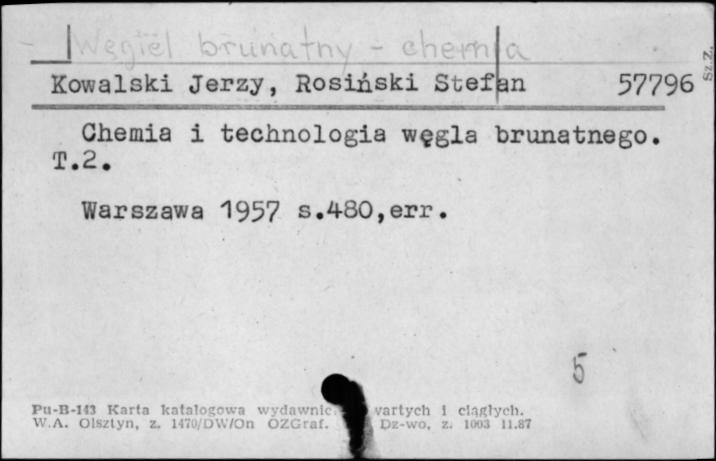 Węgiel brunatny - chemia
Kowalski Jerzy, Rosiński Stefan 57796
Sz.Z.
Chemia i technologia węgla brunatnego.
T.2.
Warszawa 1957 s.480,err.
5
Pu-B-143 Karta katalogowa wydawnic vartych i ciągłych.
W.A. Olsztyn, z. 1470/DW/On OZGraf. Dz-wo, z. 1003 11.87